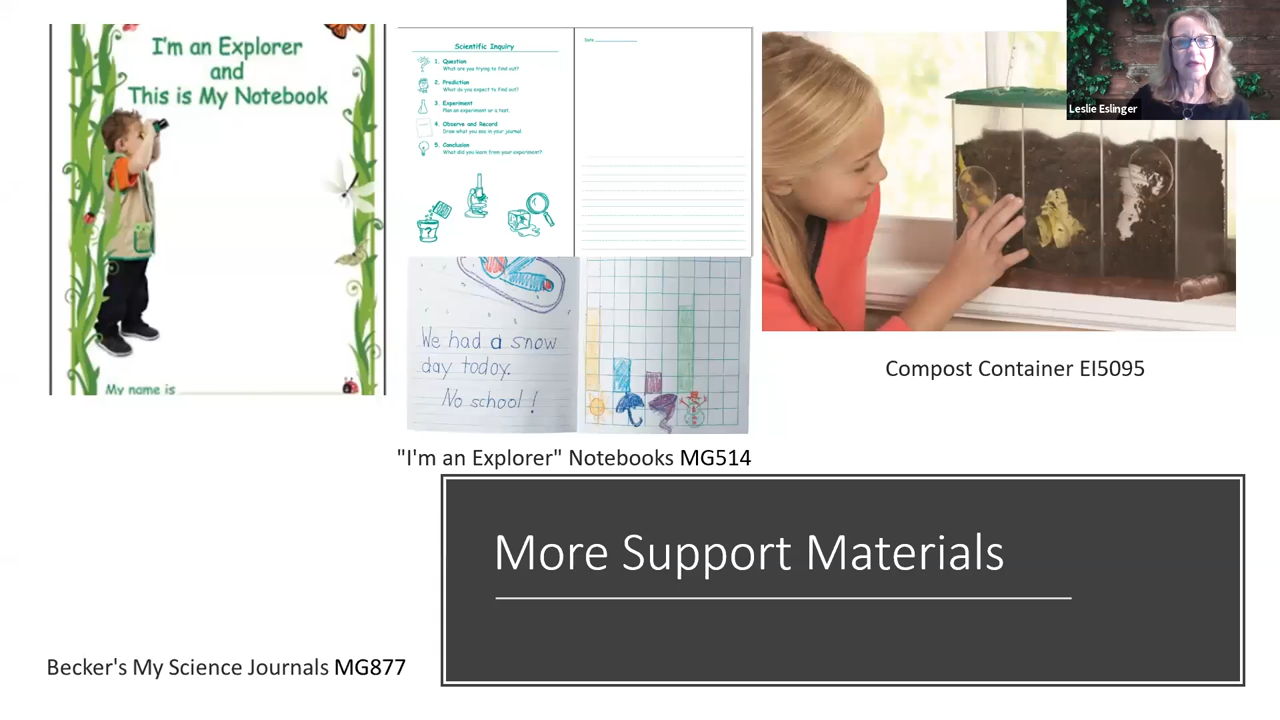 I'm an Explorer
and
This is My Notebook
My name is
Scientific Inquiry
1. Question
What are you trying to find out?
2. Prediction
What do you expect to find out?
3. Experiment
Plan an experiment or a test.
4. Observe and Record
Draw what you see in your journal.
5. Conclusion
What did you learn from your experiment?
?
Date
We had a snow
day today.
No school!
"I'm an Explorer" Notebooks MG514
Leslie Eslinger
Compost Container EI5095
More Support Materials
Becker's My Science Journals MG877